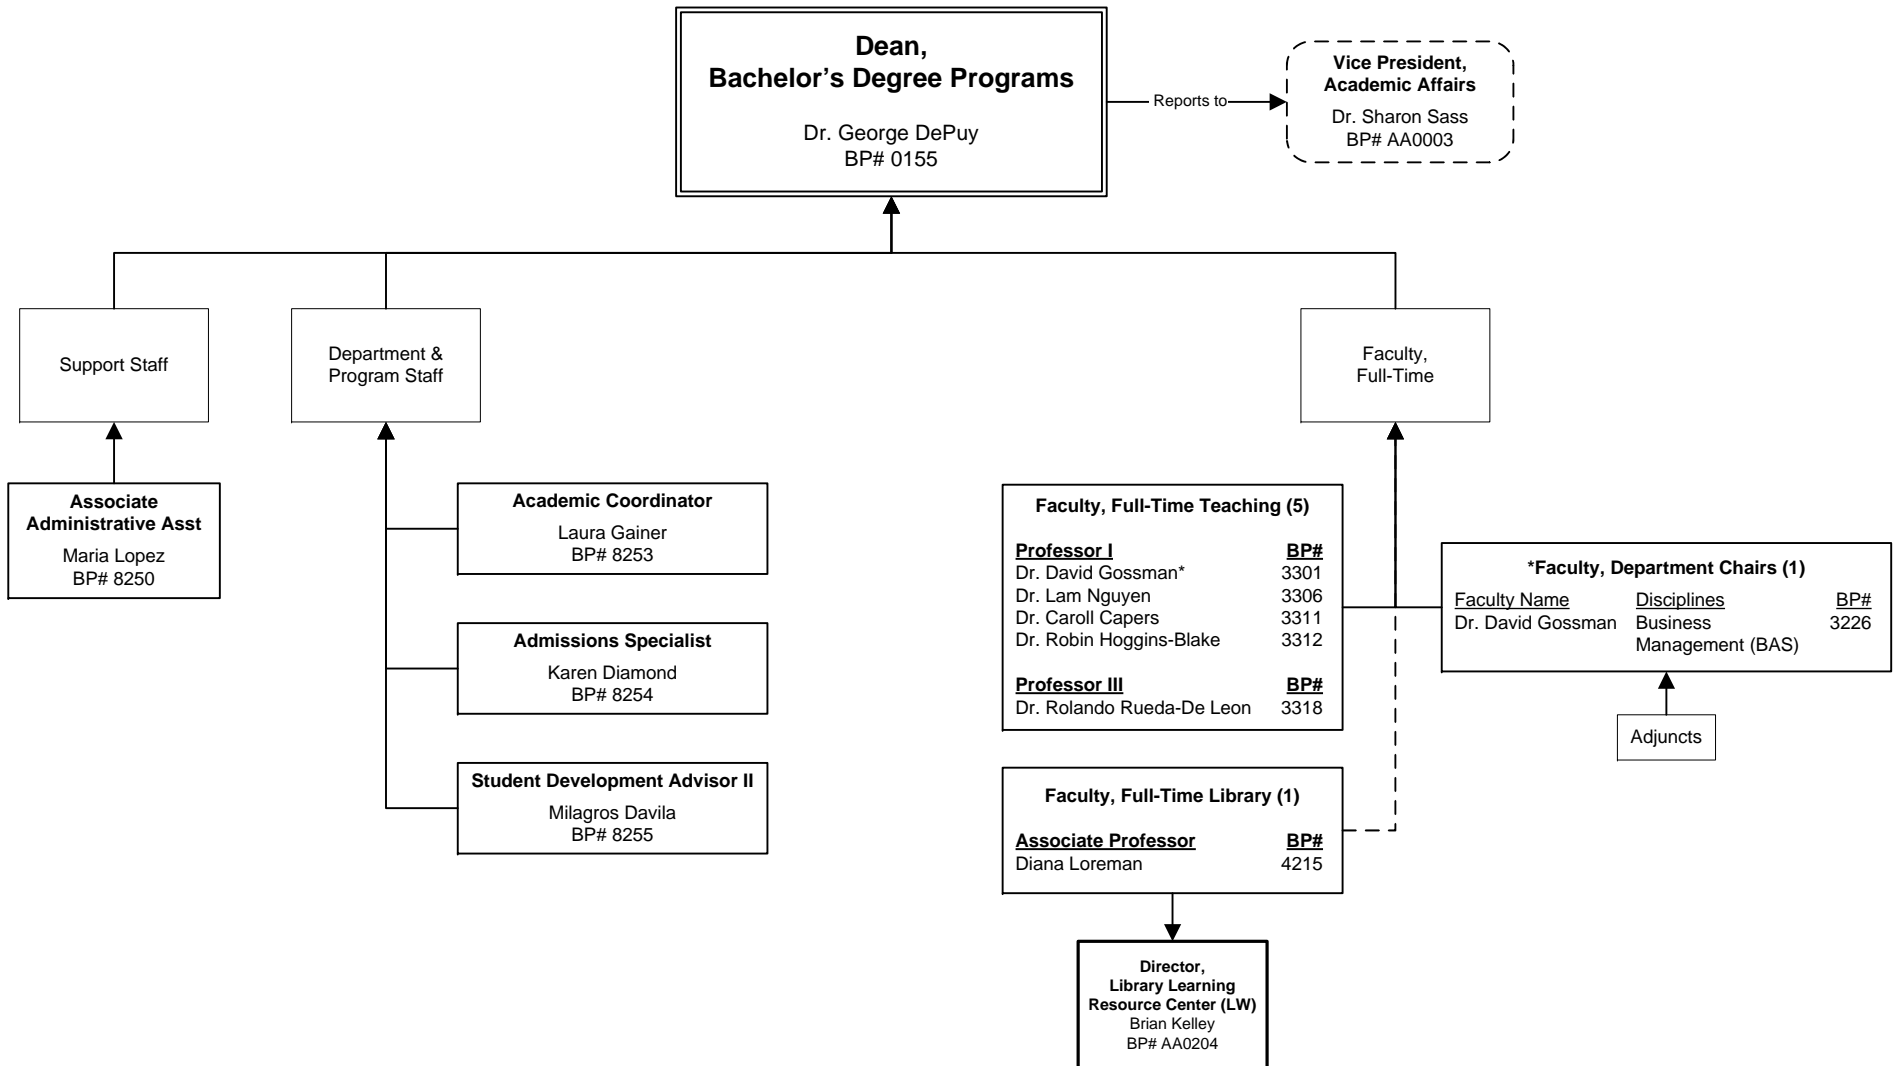 Dean,
Bachelor’s Degree Programs
Dr. George DePuy
BP# 0155
Reports to
Vice President,
Academic Affairs
Dr. Sharon Sass
BP# AA0003
Support Staff
Department &
Program Staff
Faculty,
Full-Time
Associate
Administrative Asst
Maria Lopez
BP# 8250
Academic Coordinator
Laura Gainer
BP# 8253
Admissions Specialist
Karen Diamond
BP# 8254
Student Development Advisor II
Milagros Davila
BP# 8255
Faculty, Full-Time Teaching (5)
Professor I BP#
Dr. David Gossman* 3301
Dr. Lam Nguyen 3306
Dr. Caroll Capers 3311
Dr. Robin Hoggins-Blake 3312
Professor III BP#
Dr. Rolando Rueda-De Leon 3318
*Faculty, Department Chairs (1)
Faculty Name Disciplines BP#
Dr. David Gossman Business 3226
Management (BAS)
Adjuncts
Faculty, Full-Time Library (1)
Associate Professor BP#
Diana Loreman 4215
Director,
Library Learning
Resource Center (LW)
Brian Kelley
BP# AA0204